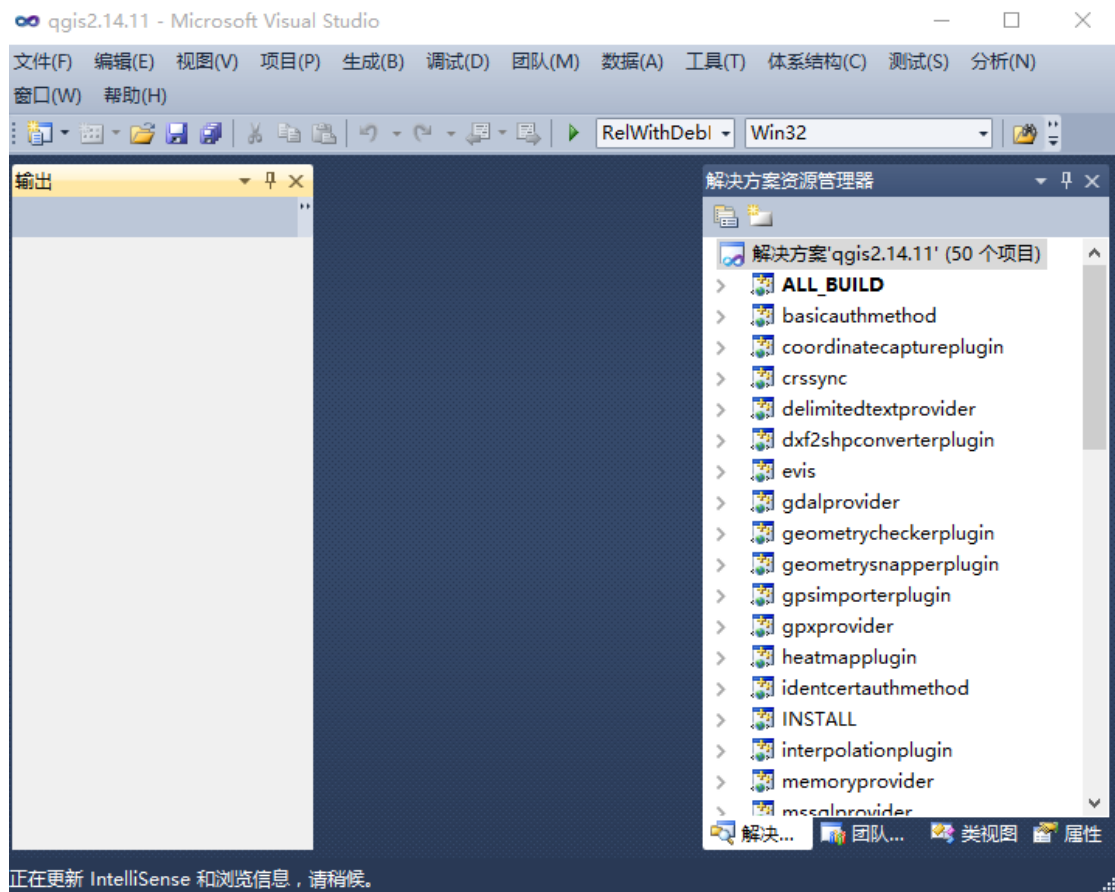 qgis2.14.11 - Microsoft Visual Studio
文件(F) 编辑(E) 视图(V) 项目(P) 生成(B) 调试(D) 团队(M) 数据(A) 工具(T) 体系结构(C) 测试(S) 分析(N)
窗口(W) 帮助(H)
RelWithDebI Win32
输出
解决方案资源管理器
解决方案'qgis2.14.11' (50 个项目)
ALL_BUILD
basicauthmethod
coordinatecaptureplugin
crssync
delimitedtextprovider
dxf2shpconverterplugin
evis
gdalprovider
geometrycheckerplugin
geometrysnapperplugin
gpsimporterplugin
gpxprovider
heatmapplugin
identcertauthmethod
INSTALL
interpolationplugin
memoryprovider
mssqlprovider
解决... 团队... 类视图 属性
正在更新 IntelliSense 和浏览信息，请稍候。